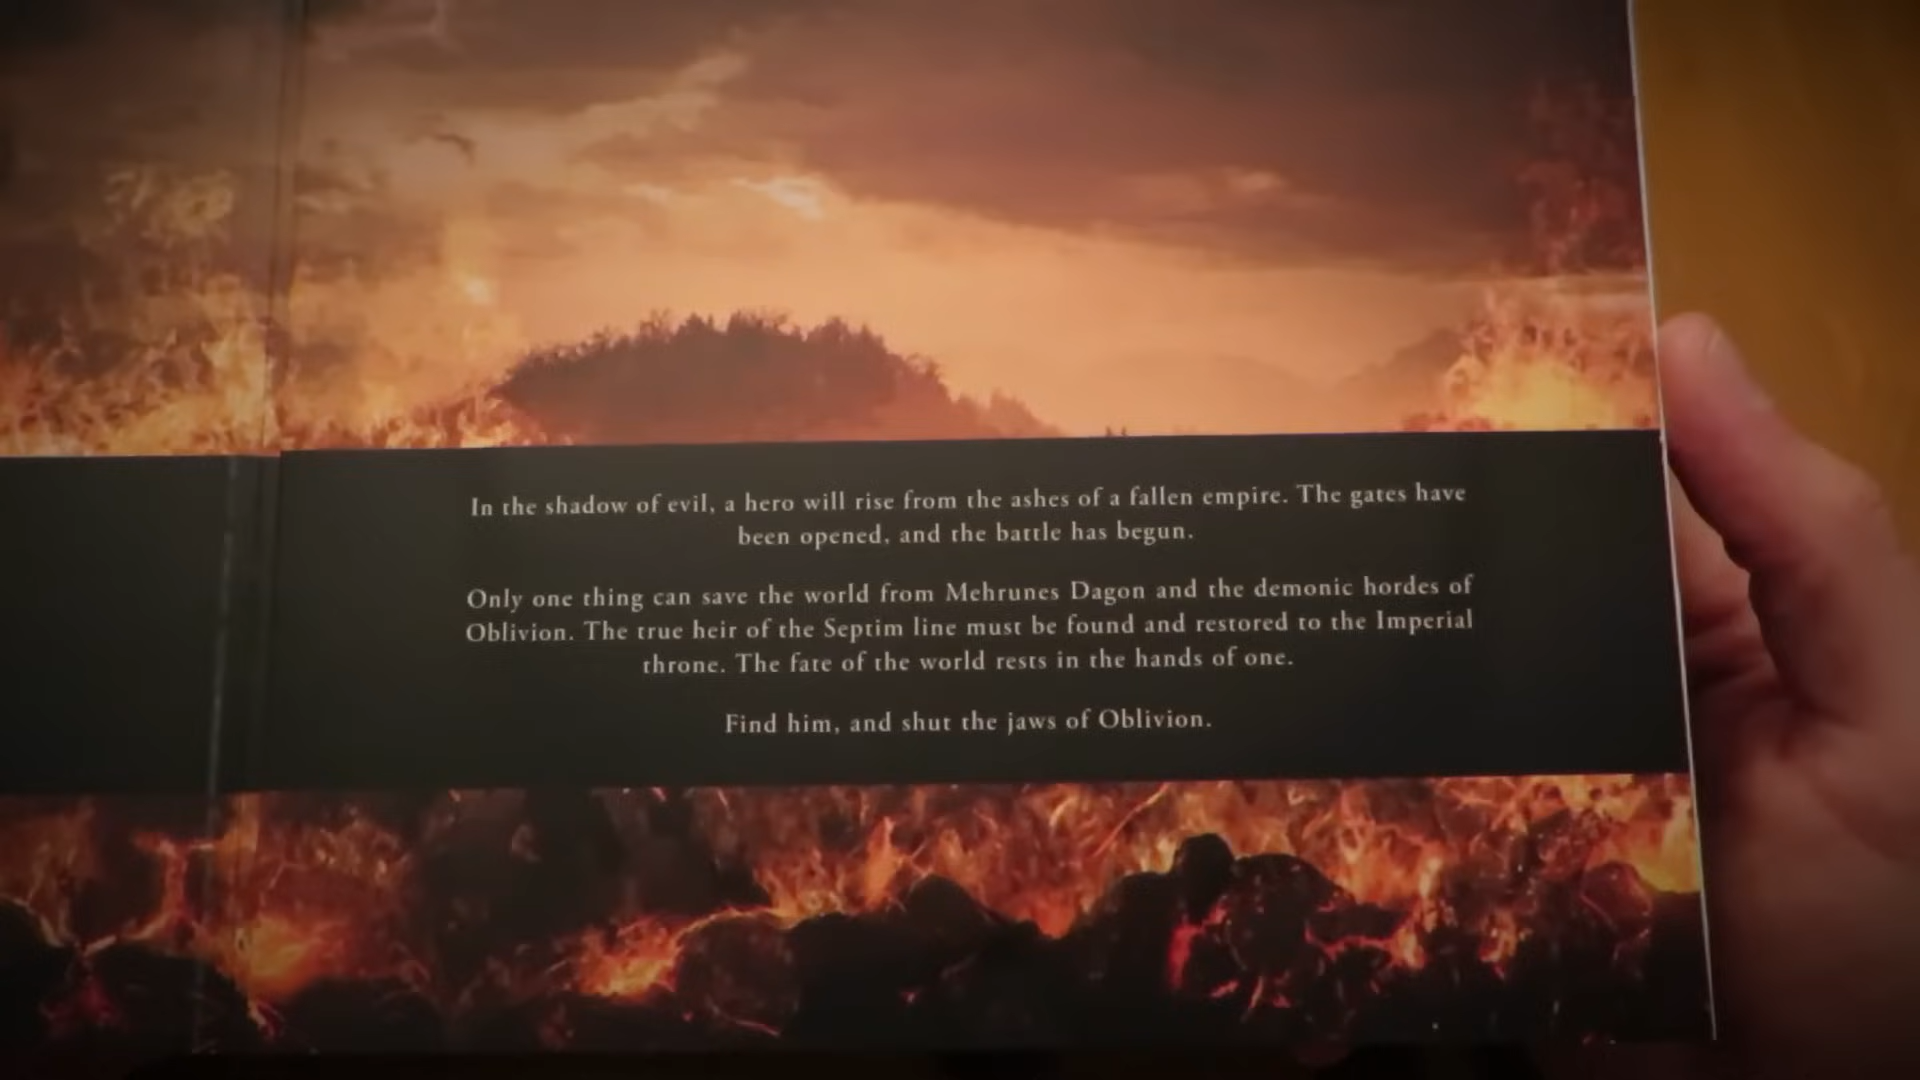 In the shadow of evil, a hero will rise from the ashes of a fallen empire. The gates have
been opened, and the battle has begun.
Only one thing can save the world from Mehrunes Dagon and the demonic hordes of
Oblivion. The true heir of the Septim line must be found and restored to the Imperial
throne. The fate of the world rests in the hands of one.
Find him, and shut the jaws of Oblivion.